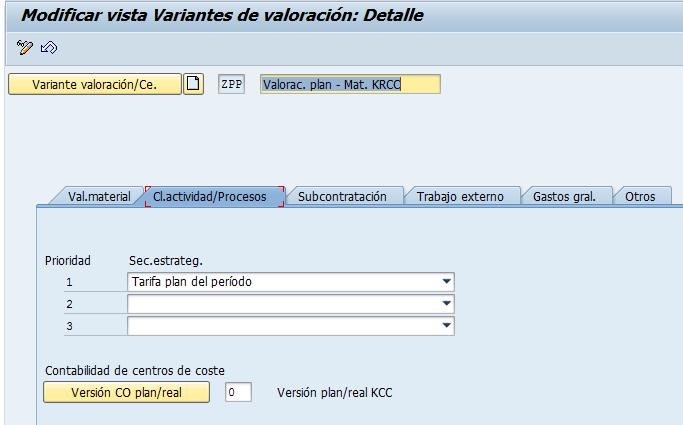 Modificar vista Variantes de valoración: Detalle
Variante valoración/Ce. ZPP Valorac. plan - Mat. KRCC
Val.material Cl.actividad/Procesos Subcontratación Trabajo externo Gastos gral. Otros
Prioridad Sec.estrateg.
1 Tarifa plan del período
2
3
Contabilidad de centros de coste
Versión CO plan/real 0 Versión plan/real KCC